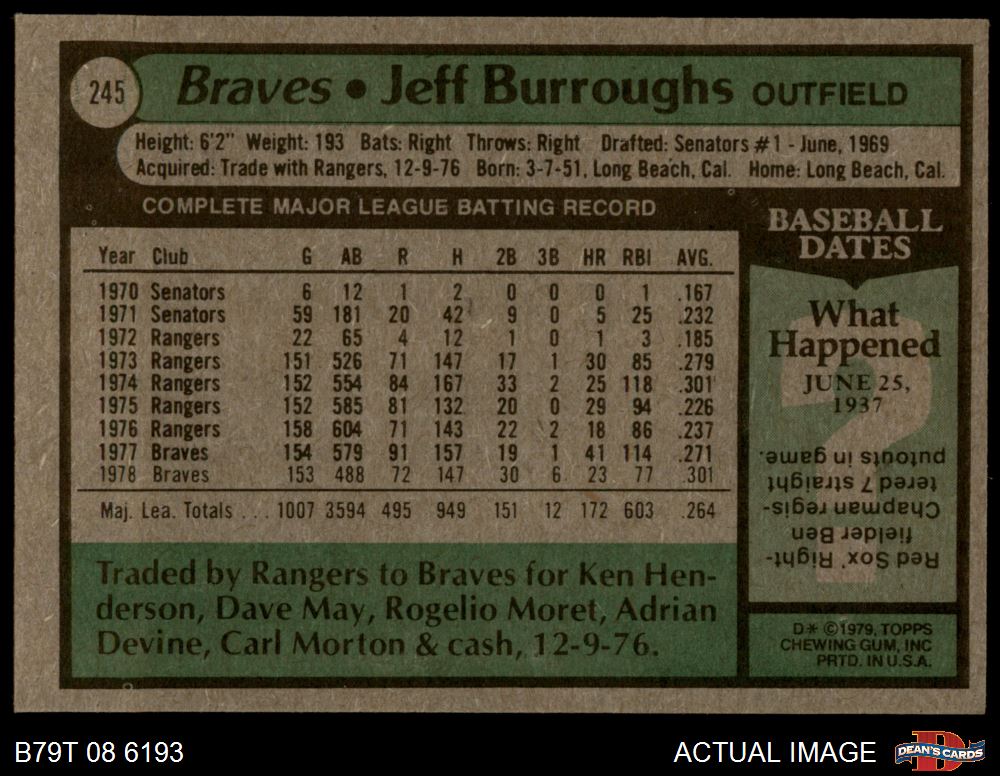 245
Braves • Jeff Burroughs OUTFIELD
Height: 6'2" Weight: 193 Bats: Right Throws: Right Drafted: Senators #1 - June, 1969
Acquired: Trade with Rangers, 12-9-76 Born: 3-7-51, Long Beach, Cal. Home: Long Beach, Cal.
COMPLETE MAJOR LEAGUE BATTING RECORD
Year Club G AB R H 2B 3B HR RBI AVG.
1970 Senators 6 12 1 2 0 0 0 1 .167
1971 Senators 59 181 20 42 9 0 5 25 .232
1972 Rangers 22 65 4 12 1 0 1 3 .185
1973 Rangers 151 526 71 147 17 1 30 85 .279
1974 Rangers 152 554 84 167 33 2 25 118 .301
1975 Rangers 152 585 81 132 20 0 29 94 .226
1976 Rangers 158 604 71 143 22 2 18 86 .237
1977 Braves 154 579 91 157 19 1 41 114 .271
1978 Braves 153 488 72 147 30 6 23 77 .301
Maj. Lea. Totals ... 1007 3594 495 949 151 12 172 603 .264
Traded by Rangers to Braves for Ken Hen-
derson, Dave May, Rogelio Moret, Adrian
Devine, Carl Morton & cash, 12-9-76.
BASEBALL
DATES
What
Happened
JUNE 25,
1937
?
Red Sox' Right-
fielder Ben
Chapman regis-
tered 7 straight
putouts in game.
D* ©1979, TOPPS
CHEWING GUM, INC
PRTD. IN U.S.A.
B79T 08 6193
ACTUAL IMAGE
D
DEAN'S CARDS